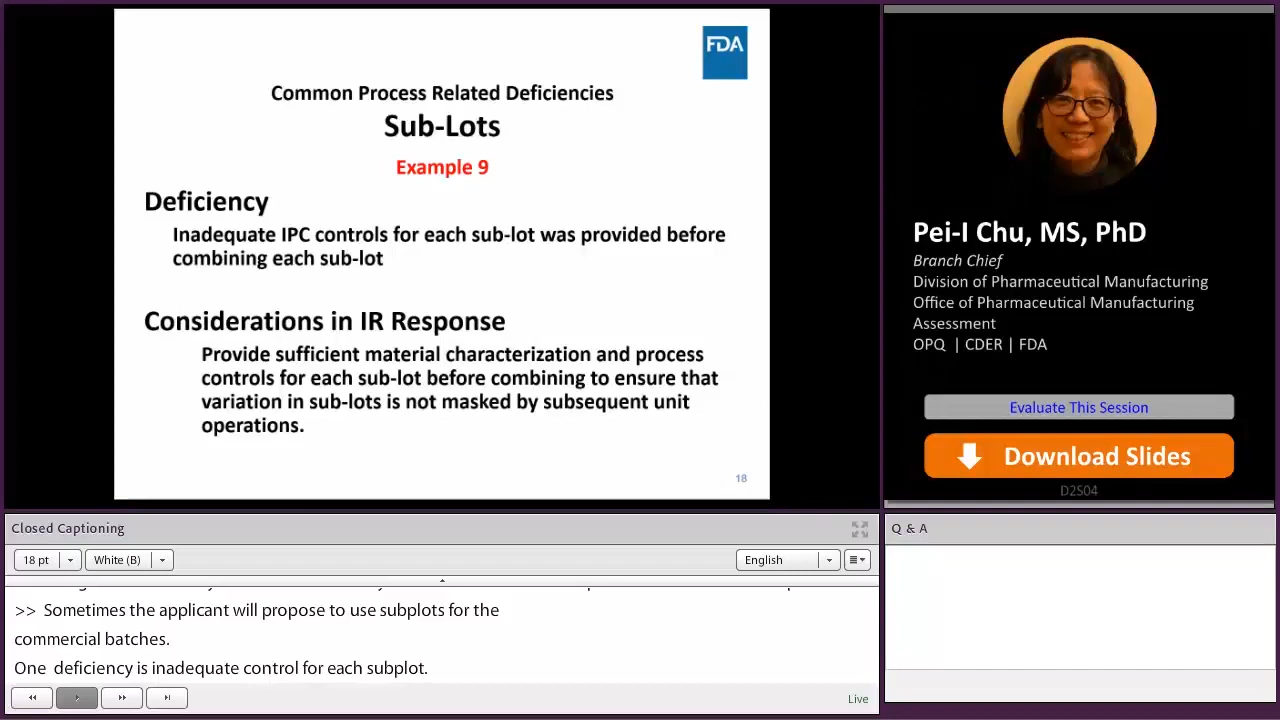 FDA
Common Process Related Deficiencies
Sub-Lots
Example 9
Deficiency
Inadequate IPC controls for each sub-lot was provided before
combining each sub-lot
Considerations in IR Response
Provide sufficient material characterization and process
controls for each sub-lot before combining to ensure that
variation in sub-lots is not masked by subsequent unit
operations.
18
Pei-I Chu, MS, PhD
Branch Chief
Division of Pharmaceutical Manufacturing
Office of Pharmaceutical Manufacturing
Assessment
OPQ | CDER | FDA
Evaluate This Session
Download Slides
D2S04
Closed Captioning
18 pt
White (B)
English
>> Sometimes the applicant will propose to use subplots for the
commercial batches.
One deficiency is inadequate control for each subplot.
Live
Q & A